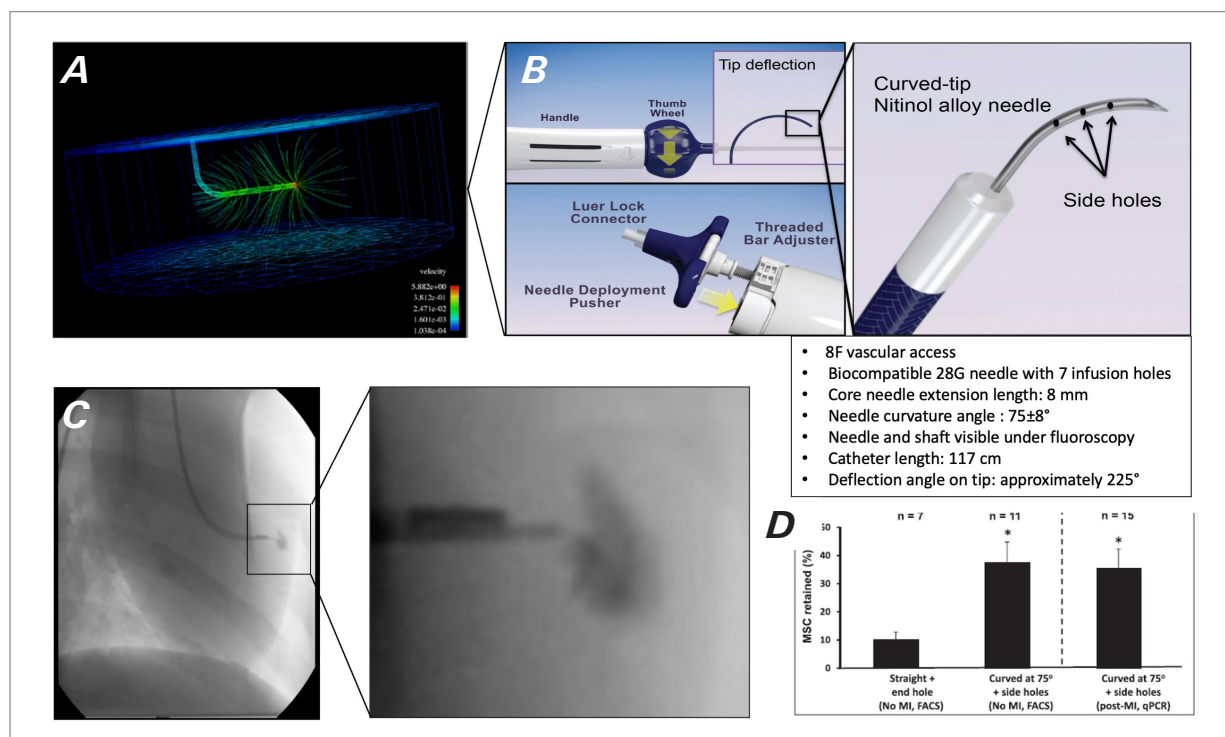 A
velocity
5.882e+00
3.812e-01
2.471e-02
1.601e-03
1.038e-04
B
Tip deflection
Handle
Thumb
Wheel
Luer Lock
Connector
Threaded
Bar Adjuster
Needle Deployment
Pusher
Curved-tip
Nitinol alloy needle
Side holes
• 8F vascular access
• Biocompatible 28G needle with 7 infusion holes
• Core needle extension length: 8 mm
• Needle curvature angle : 75±8°
• Needle and shaft visible under fluoroscopy
• Catheter length: 117 cm
• Deflection angle on tip: approximately 225°
C
D
n = 7
n = 11
n = 15
MSC retained (%)
50
40
30
20
10
0
*
*
Straight +
end hole
(No MI, FACS)
Curved at 75º
+ side holes
(No MI, FACS)
Curved at 75º
+ side holes
(post-MI, qPCR)